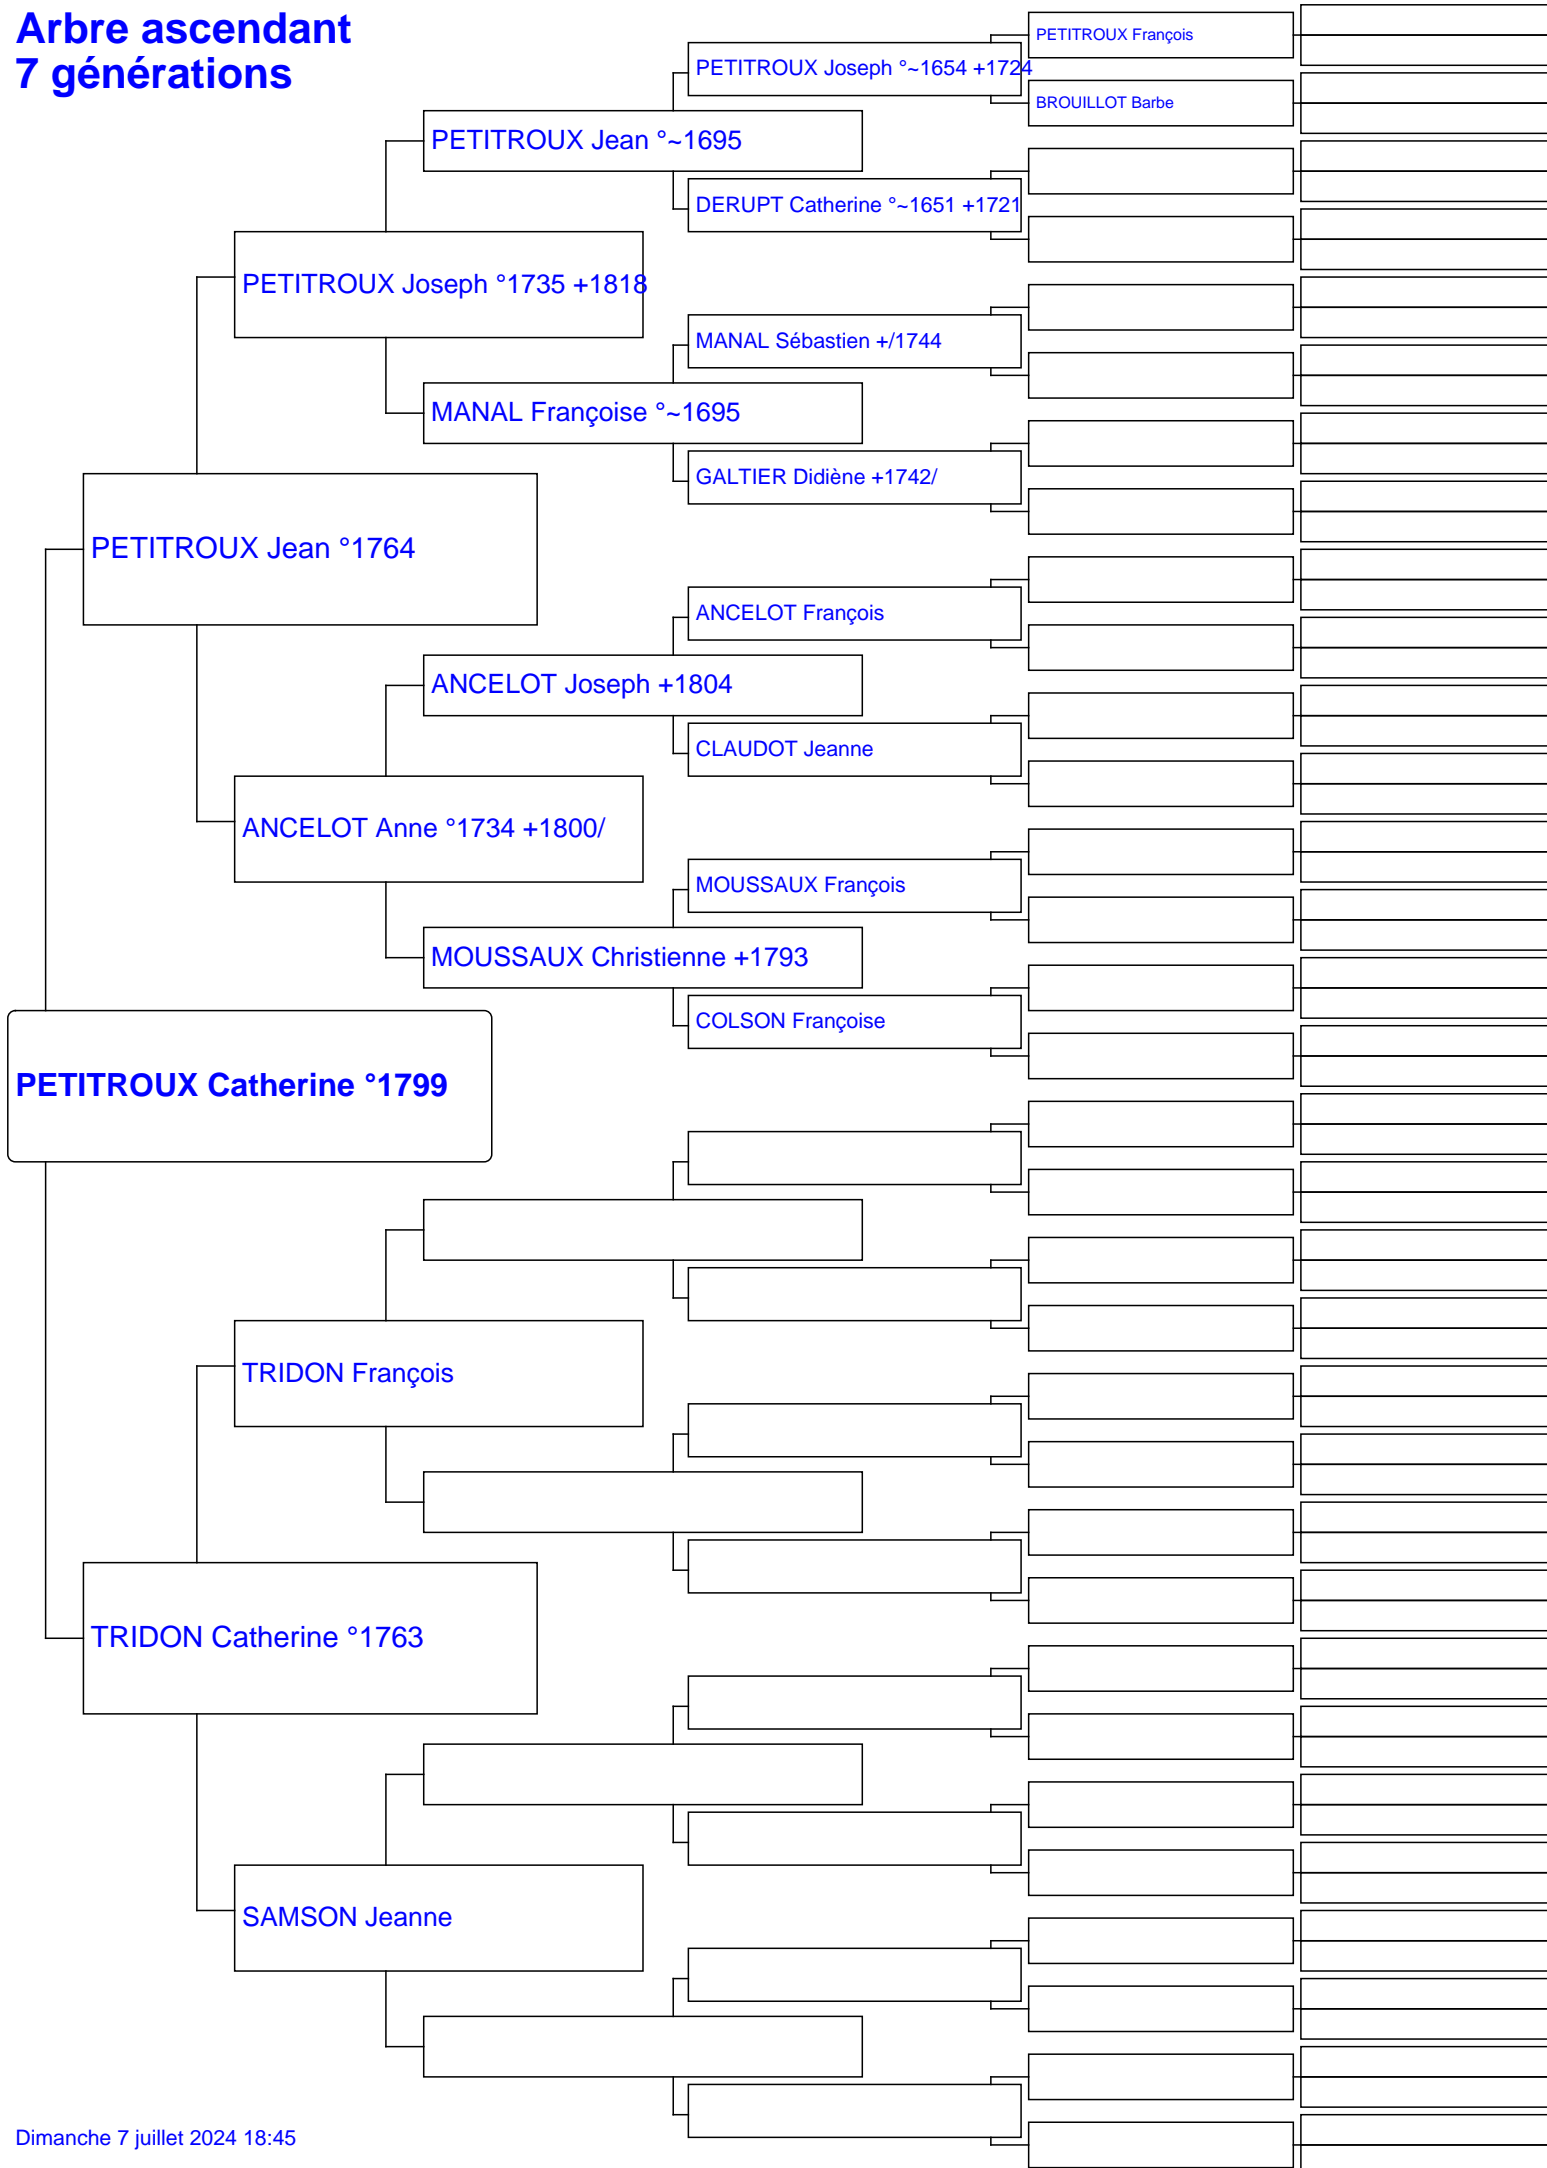 Arbre ascendant
7 générations
PETITROUX François
PETITROUX Joseph °~1654 +1724
BROUILLOT Barbe
PETITROUX Jean °~1695
DERUPT Catherine °~1651 +1721
PETITROUX Joseph °1735 +1818
MANAL Sébastien +/1744
MANAL Françoise °~1695
GALTIER Didiène +1742/
PETITROUX Jean °1764
ANCELOT François
ANCELOT Joseph +1804
CLAUDOT Jeanne
ANCELOT Anne °1734 +1800/
MOUSSAUX François
MOUSSAUX Christienne +1793
COLSON Françoise
PETITROUX Catherine °1799
TRIDON François
TRIDON Catherine °1763
SAMSON Jeanne
Dimanche 7 juillet 2024 18:45